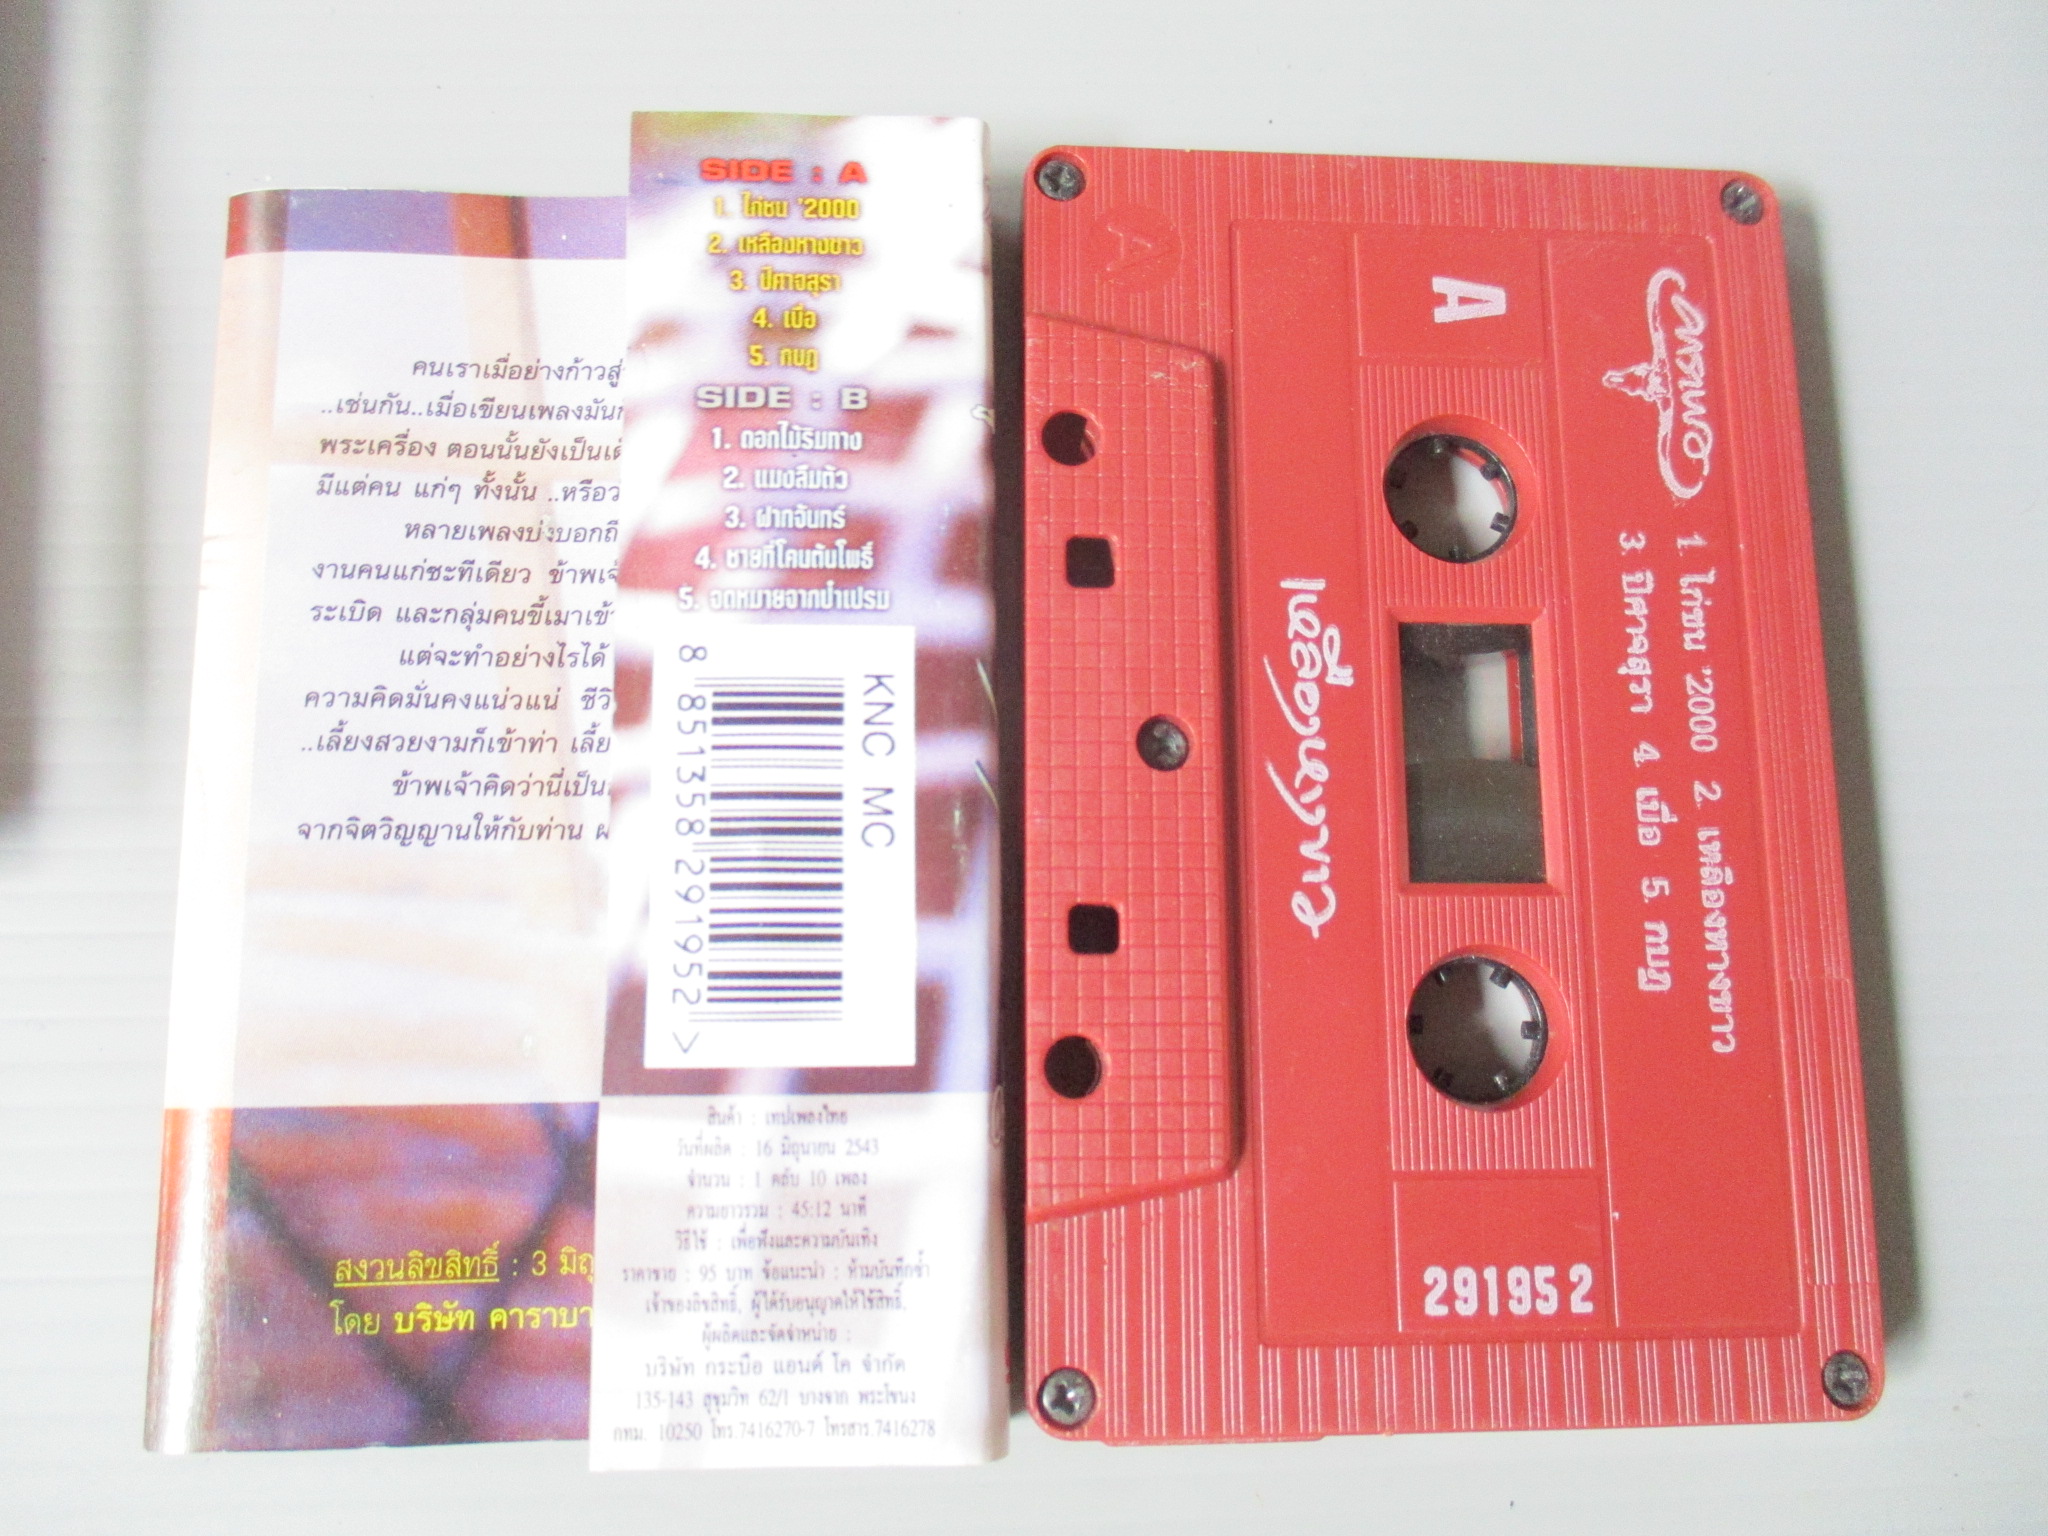 คนเราเมื่ออย่างก้าวสู่
..เช่นกัน..เมื่อเขียนเพลงมัน
พระเครื่อง ตอนนั้นยังเป็นเด็
มีแต่คน แก่ๆ ทั้งนั้น ..หรือว
หลายเพลงบ่งบอกถึ
งานคนแก่ซะทีเดียว ข้าพเจ้
ระเบิด และกลุ่มคนขี้เมาเข้า
แต่จะทำอย่างไรได้
ความคิดมั่นคงแน่วแน่ ชีวิ
..เลี้ยงสวยงามก็เข้าท่า เลี้ย
ข้าพเจ้าคิดว่านี่เป็น
จากจิตวิญญานให้กับท่าน ผ
สงวนลิขสิทธิ์ : 3 มิถุ
โดย บริษัท คาราบา
SIDE : A
1. ไก่ชน '2000
2. เหลืองหางขาว
3. ปีศาจสุรา
4. เบื่อ
5. กบฏ
SIDE : B
1. ดอกไม้ริมทาง
2. แมงลืมตัว
3. ฝากจันทร์
4. ชายที่โคนต้นโพธิ์
5. จดหมายจากป๋าเปรม
KNC MC
8 851358 291952 >
สินค้า : เทปเพลงไทย
วันที่ผลิต : 16 มิถุนายน 2543
จำนวน : 1 ตลับ 10 เพลง
ความยาวรวม : 45:12 นาที
วิธีใช้ : เพื่อฟังและความบันเทิง
ราคาขาย : 95 บาท ข้อแนะนำ : ห้ามบันทึกซ้ำ
เจ้าของลิขสิทธิ์, ผู้ได้รับอนุญาตให้ใช้สิทธิ์,
ผู้ผลิตและจัดจำหน่าย :
บริษัท กระบือ แอนด์ โค จำกัด
135-143 สุขุมวิท 62/1 บางจาก พระโขนง
กทม. 10250 โทร.7416270-7 โทรสาร.7416278
A
A
คาราบาว
1. ไก่ชน '2000 2. เหลืองหางขาว
3. ปีศาจสุรา 4. เบื่อ 5. กบฏ
เหลืองหางขาว
291952